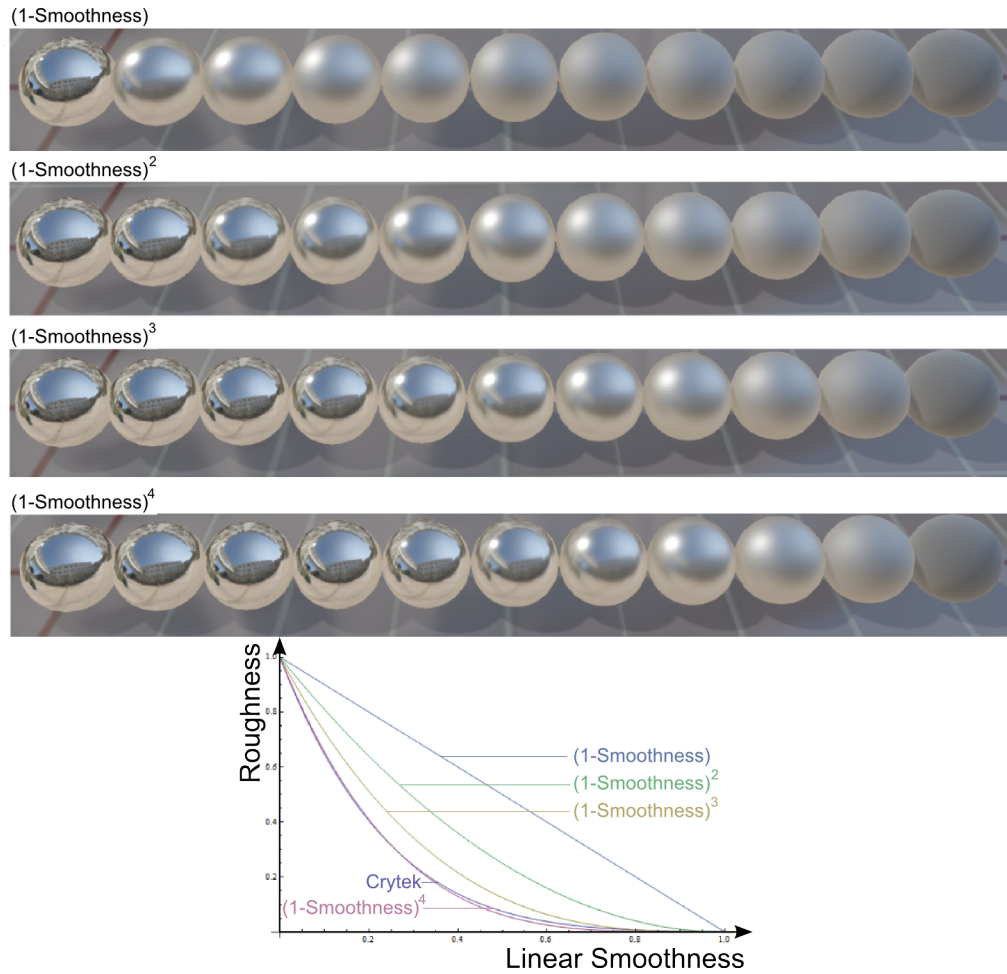 (1-Smoothness)
(1-Smoothness)²
(1-Smoothness)³
(1-Smoothness)⁴
Roughness
1.0
0.8
(1-Smoothness)
0.6
(1-Smoothness)²
(1-Smoothness)³
0.4
0.2
Crytek
(1-Smoothness)⁴
0.2 0.4 0.6 0.8 1.0
Linear Smoothness